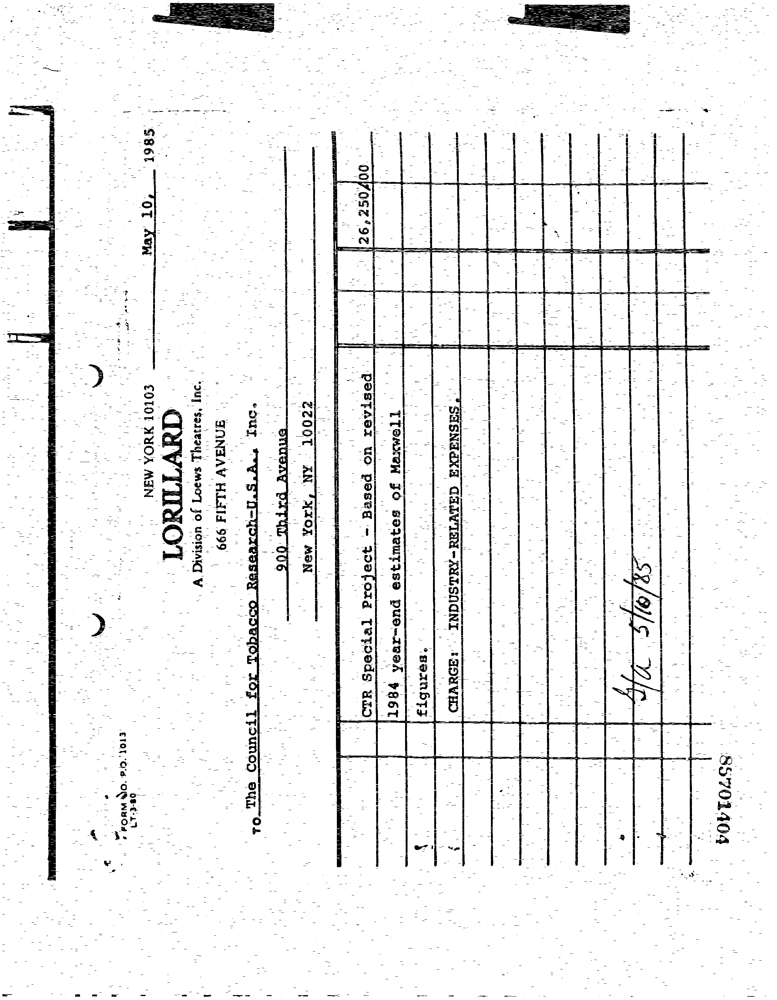 FORM NO. P.O. 1013
LT-3-80
NEW YORK 10103 May 10, 1985
LORILLARD
A Division of Loews Theatres, Inc.
666 FIFTH AVENUE
TO The Council for Tobacco Research-U.S.A., Inc.
900 Third Avenue
New York, NY 10022
CTR Special Project - Based on revised 26,250.00
1984 year-end estimates of Maxwell
figures.
CHARGE: INDUSTRY-RELATED EXPENSES.
5/10/85
85701404